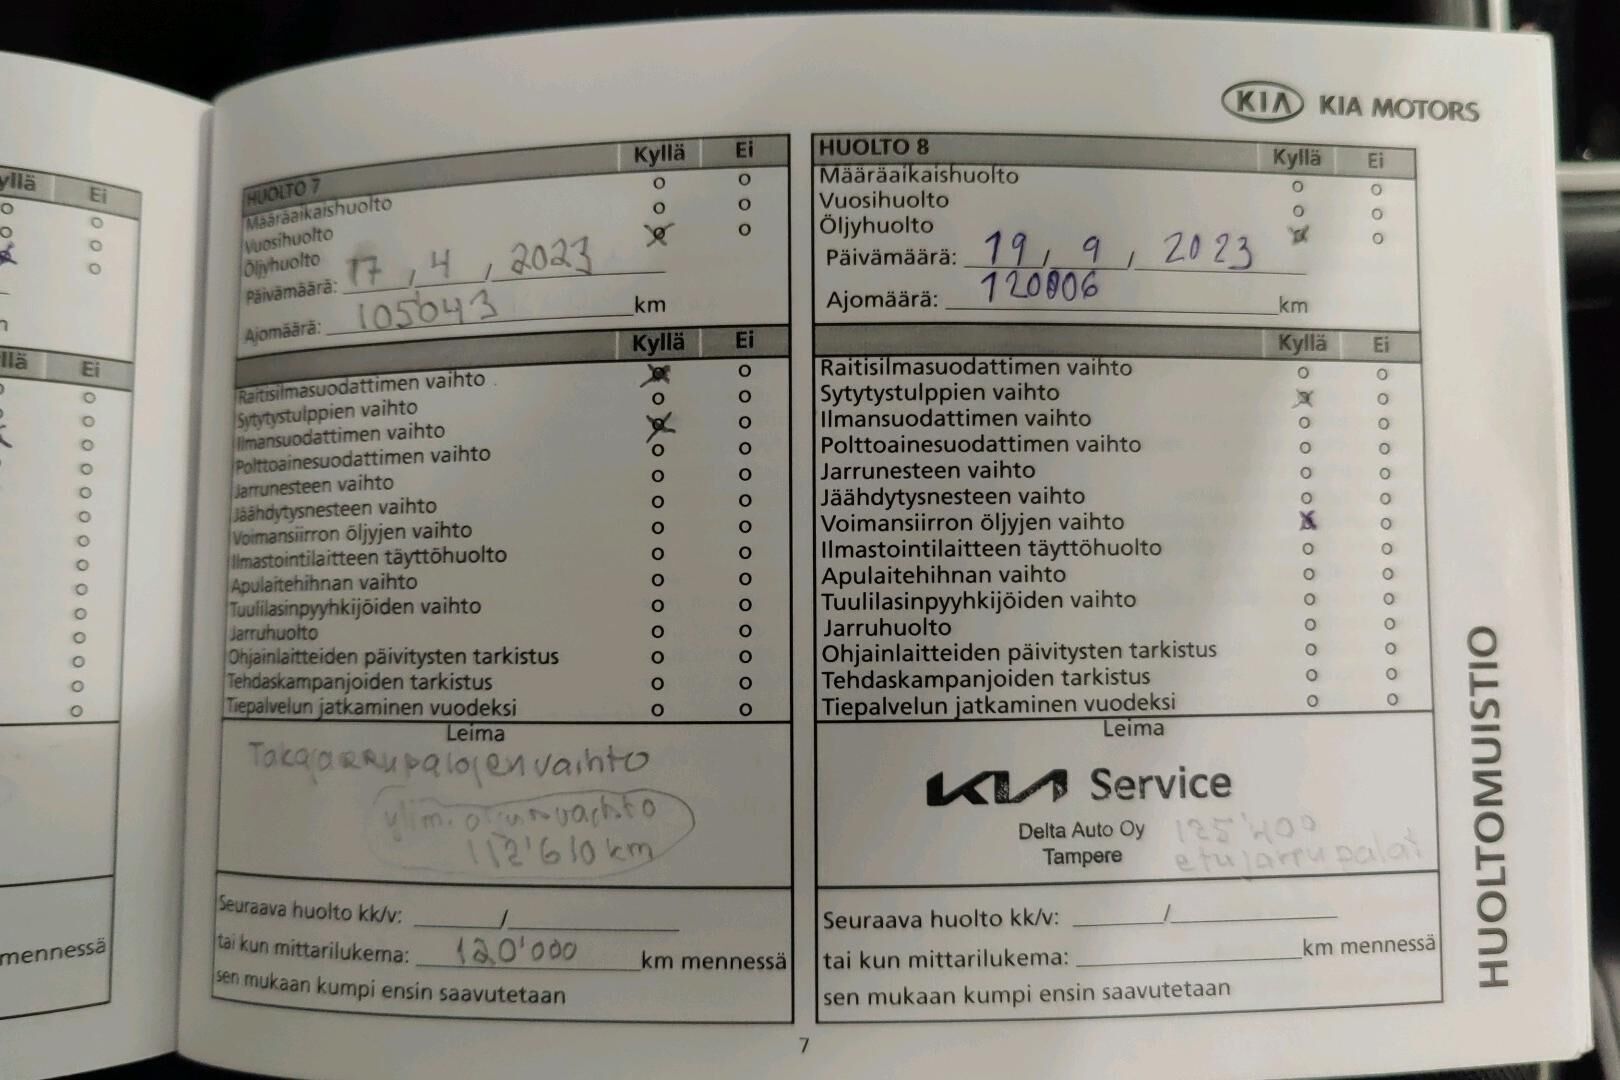 KIA KIA MOTORS
yllä Ei
llä Ei
mennessä
HUOLTO 7 Kyllä Ei
Määräaikaishuolto
Vuosihuolto
Öljyhuolto
Päivämäärä: 17, 4, 2023
Ajomäärä: 105043 km
Kyllä Ei
Raitisilmasuodattimen vaihto
Sytytystulppien vaihto
Ilmansuodattimen vaihto
Polttoainesuodattimen vaihto
Jarrunesteen vaihto
Jäähdytysnesteen vaihto
Voimansiirron öljyjen vaihto
Ilmastointilaitteen täyttöhuolto
Apulaitehihnan vaihto
Tuulilasinpyyhkijöiden vaihto
Jarruhuolto
Ohjainlaitteiden päivitysten tarkistus
Tehdaskampanjoiden tarkistus
Tiepalvelun jatkaminen vuodeksi
Leima
Takajarrupalojen vaihto
ylim.
112'610 km
Seuraava huolto kk/v: /
tai kun mittarilukema: 120'000 km mennessä
sen mukaan kumpi ensin saavutetaan
HUOLTO 8 Kyllä Ei
Määräaikaishuolto
Vuosihuolto
Öljyhuolto
Päivämäärä: 19, 9, 2023
Ajomäärä: 120006 km
Kyllä Ei
Raitisilmasuodattimen vaihto
Sytytystulppien vaihto
Ilmansuodattimen vaihto
Polttoainesuodattimen vaihto
Jarrunesteen vaihto
Jäähdytysnesteen vaihto
Voimansiirron öljyjen vaihto
Ilmastointilaitteen täyttöhuolto
Apulaitehihnan vaihto
Tuulilasinpyyhkijöiden vaihto
Jarruhuolto
Ohjainlaitteiden päivitysten tarkistus
Tehdaskampanjoiden tarkistus
Tiepalvelun jatkaminen vuodeksi
Leima
KIA Service
Delta Auto Oy
Tampere
125'400
etujarrupalat
Seuraava huolto kk/v: /
tai kun mittarilukema: km mennessä
sen mukaan kumpi ensin saavutetaan
HUOLTOMUISTIO
7